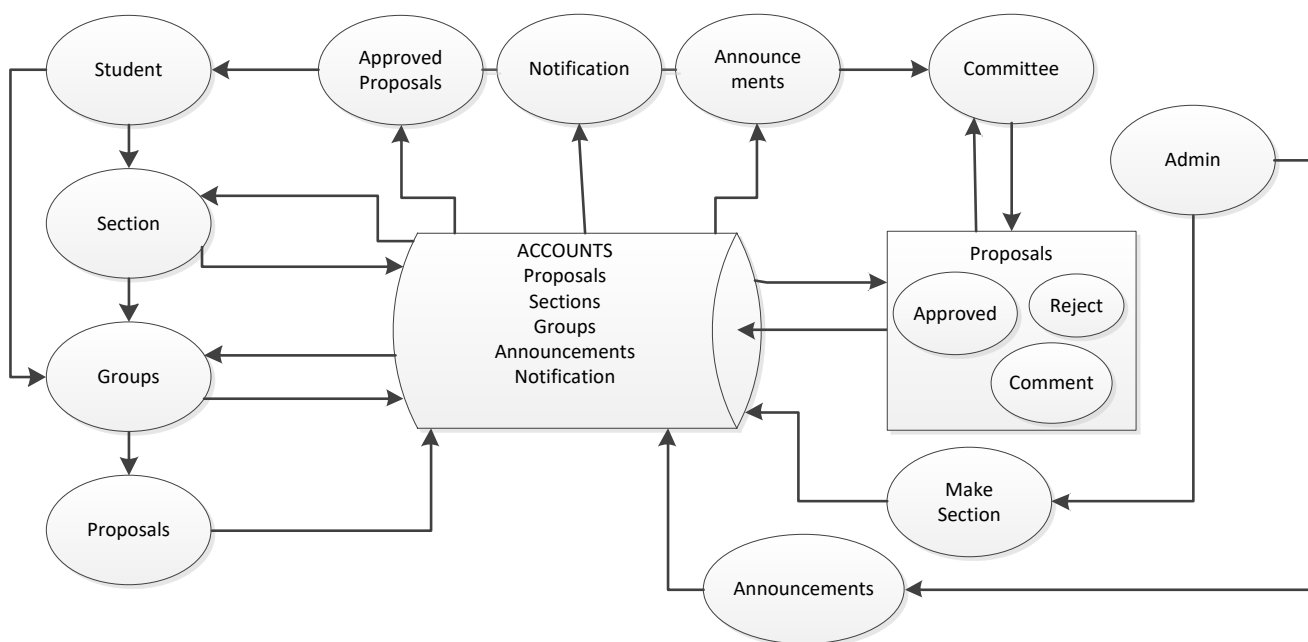 Student
Approved
Proposals
Notification
Announce
ments
Committee
Admin
Section
ACCOUNTS
Proposals
Sections
Groups
Announcements
Notification
Proposals
Approved
Reject
Comment
Groups
Proposals
Make
Section
Announcements